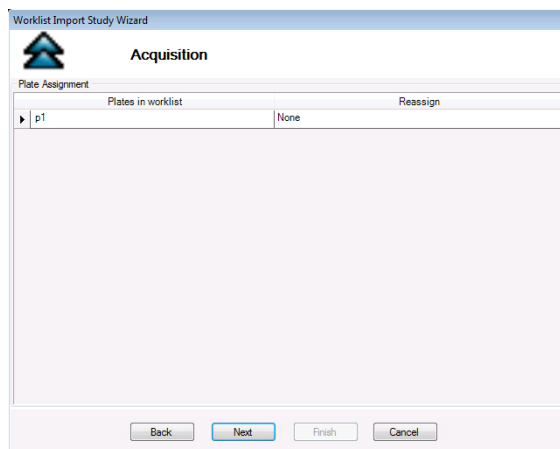 Worklist Import Study Wizard
Acquisition
Plate Assignment
Plates in worklist Reassign
p1 None
Back Next Finish Cancel